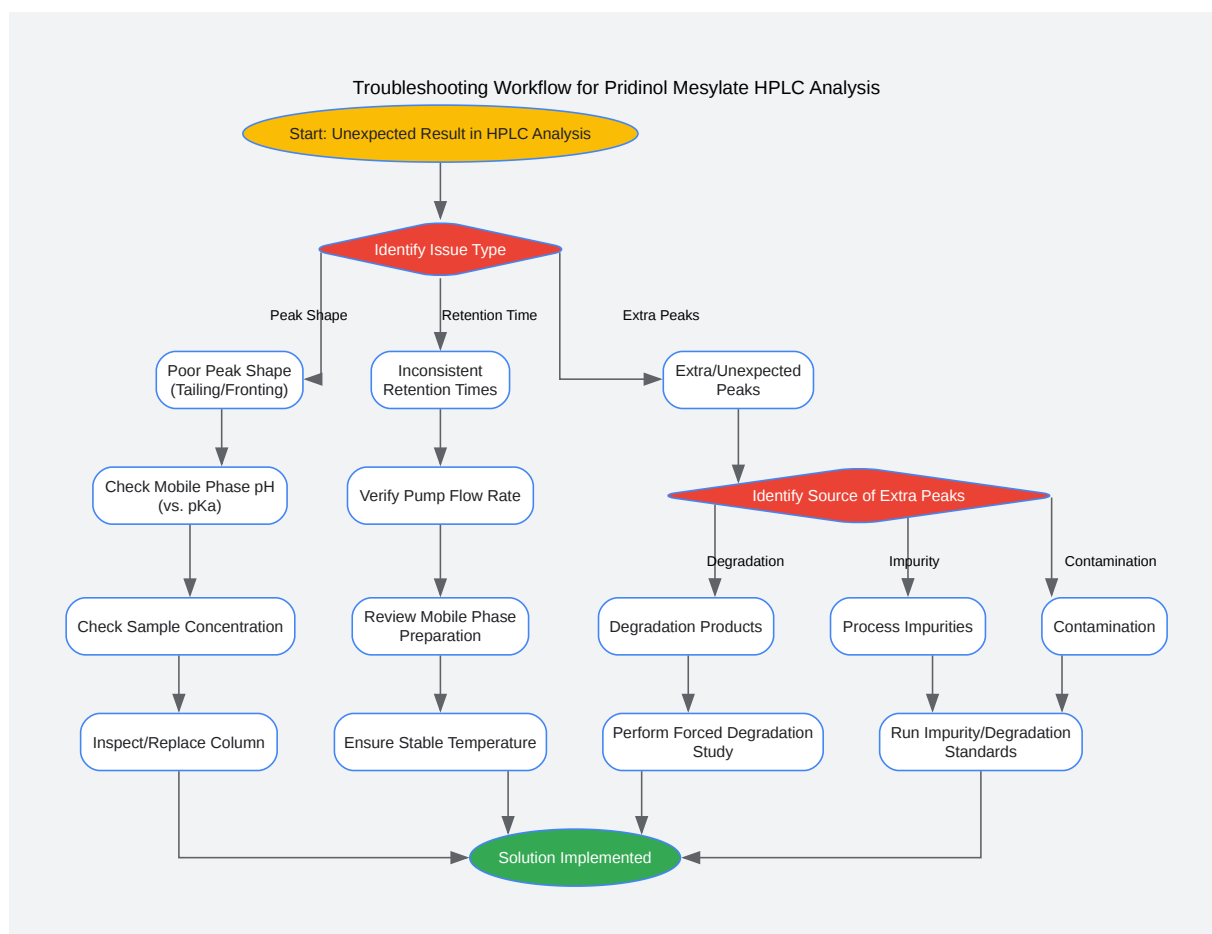 Troubleshooting Workflow for Pridinol Mesylate HPLC Analysis
Start: Unexpected Result in HPLC Analysis
Identify Issue Type
Peak Shape
Retention Time
Extra Peaks
Poor Peak Shape
(Tailing/Fronting)
Inconsistent
Retention Times
Extra/Unexpected
Peaks
Check Mobile Phase pH
(vs. pKa)
Verify Pump Flow Rate
Identify Source of Extra Peaks
Degradation
Impurity
Contamination
Check Sample Concentration
Review Mobile Phase
Preparation
Degradation Products
Process Impurities
Contamination
Inspect/Replace Column
Ensure Stable Temperature
Perform Forced Degradation
Study
Run Impurity/Degradation
Standards
Solution Implemented